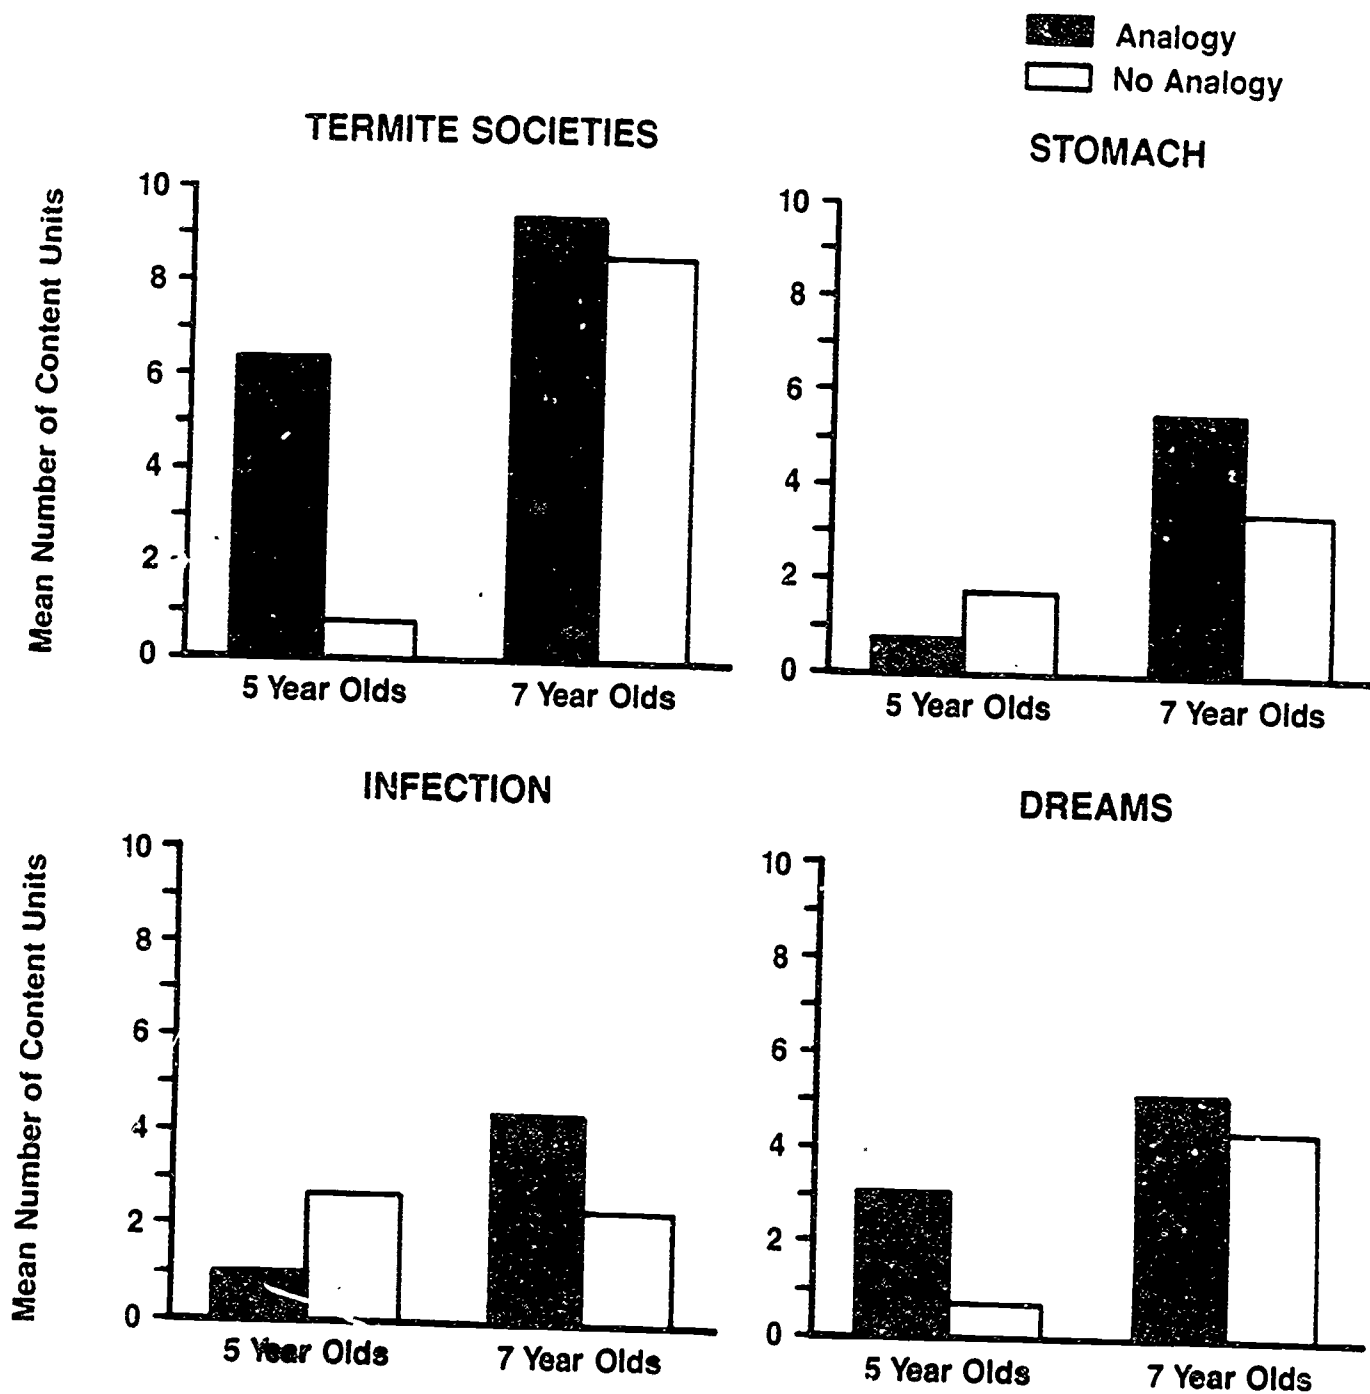 Analogy
No Analogy
TERMITE SOCIETIES
Mean Number of Content Units
10
8
6
4
2
0
5 Year Olds
7 Year Olds
STOMACH
10
8
6
4
2
0
5 Year Olds
7 Year Olds
INFECTION
Mean Number of Content Units
10
8
6
4
2
0
5 Year Olds
7 Year Olds
DREAMS
10
8
6
4
2
0
5 Year Olds
7 Year Olds